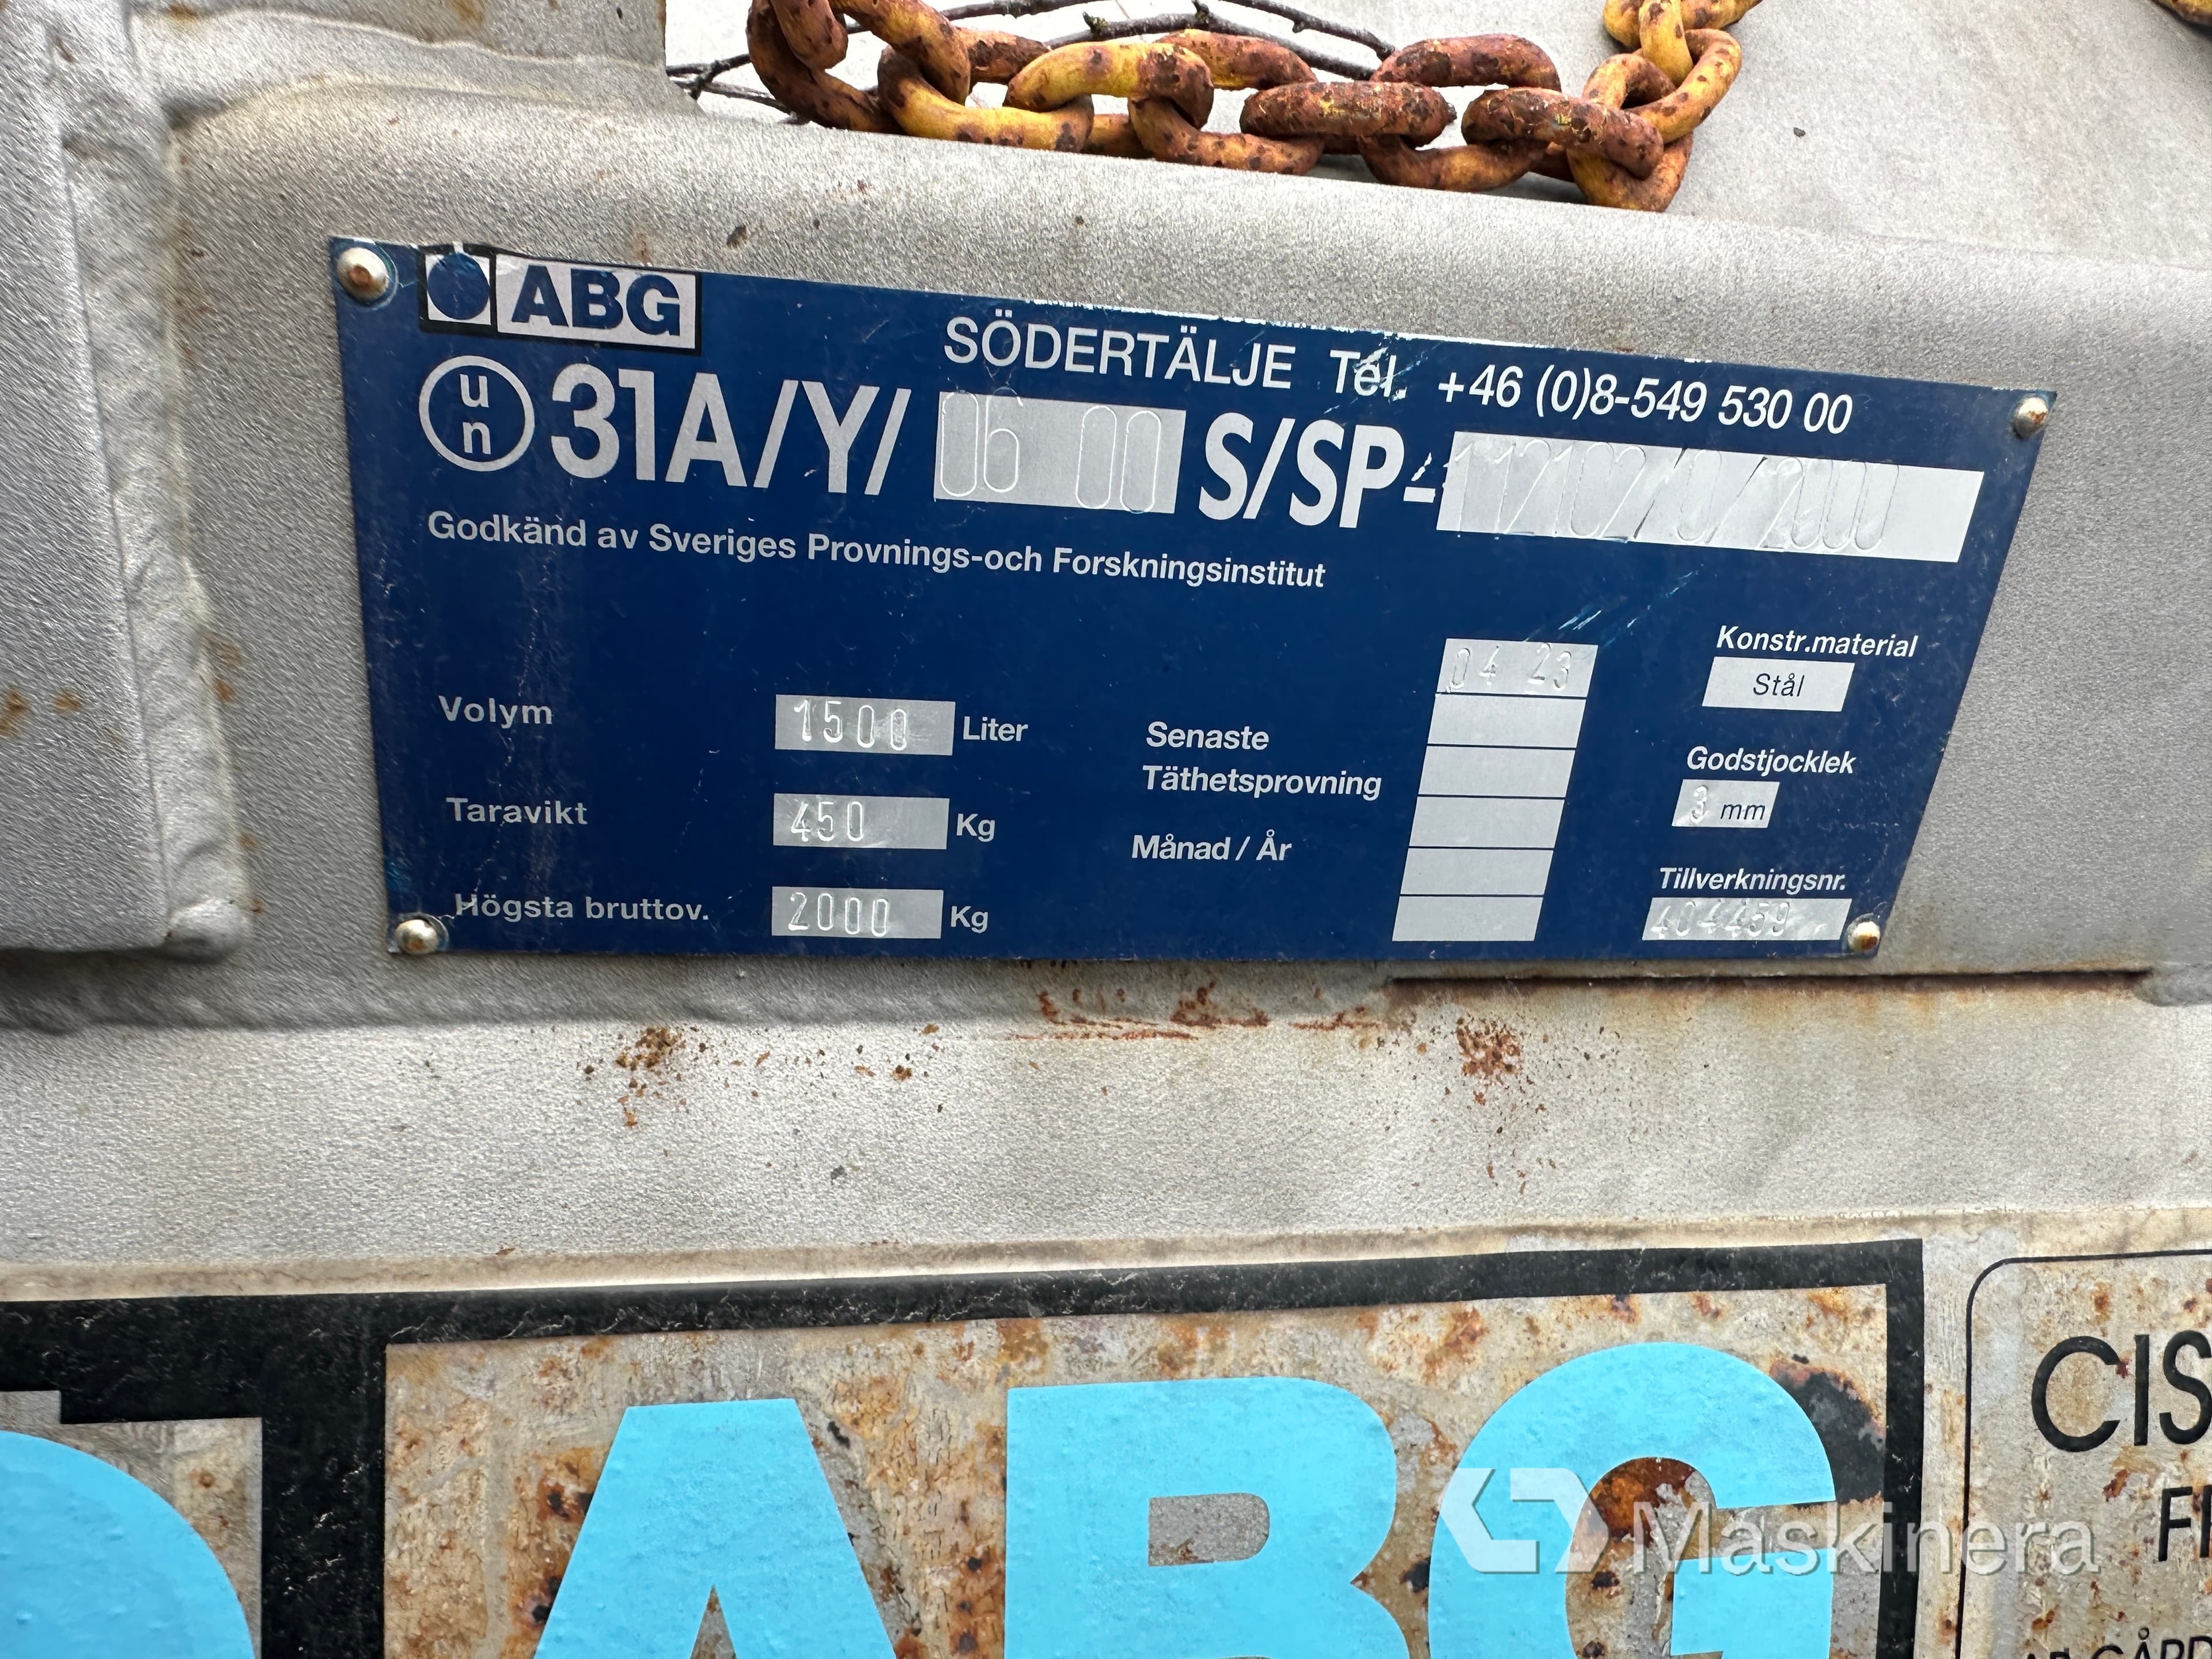 ABG
SÖDERTÄLJE Tel. +46 (0)8-549 530 00
un 31A/Y/ 06 00 S/SP-
Godkänd av Sveriges Provnings-och Forskningsinstitut
Volym 1500 Liter
Taravikt 450 Kg
Högsta bruttov. 2000 Kg
Senaste
Täthetsprovning
Månad / År
04 23
Konstr.material
Stål
Godstjocklek
3 mm
Tillverkningsnr.
404459
ABG
CIS
Maskinera